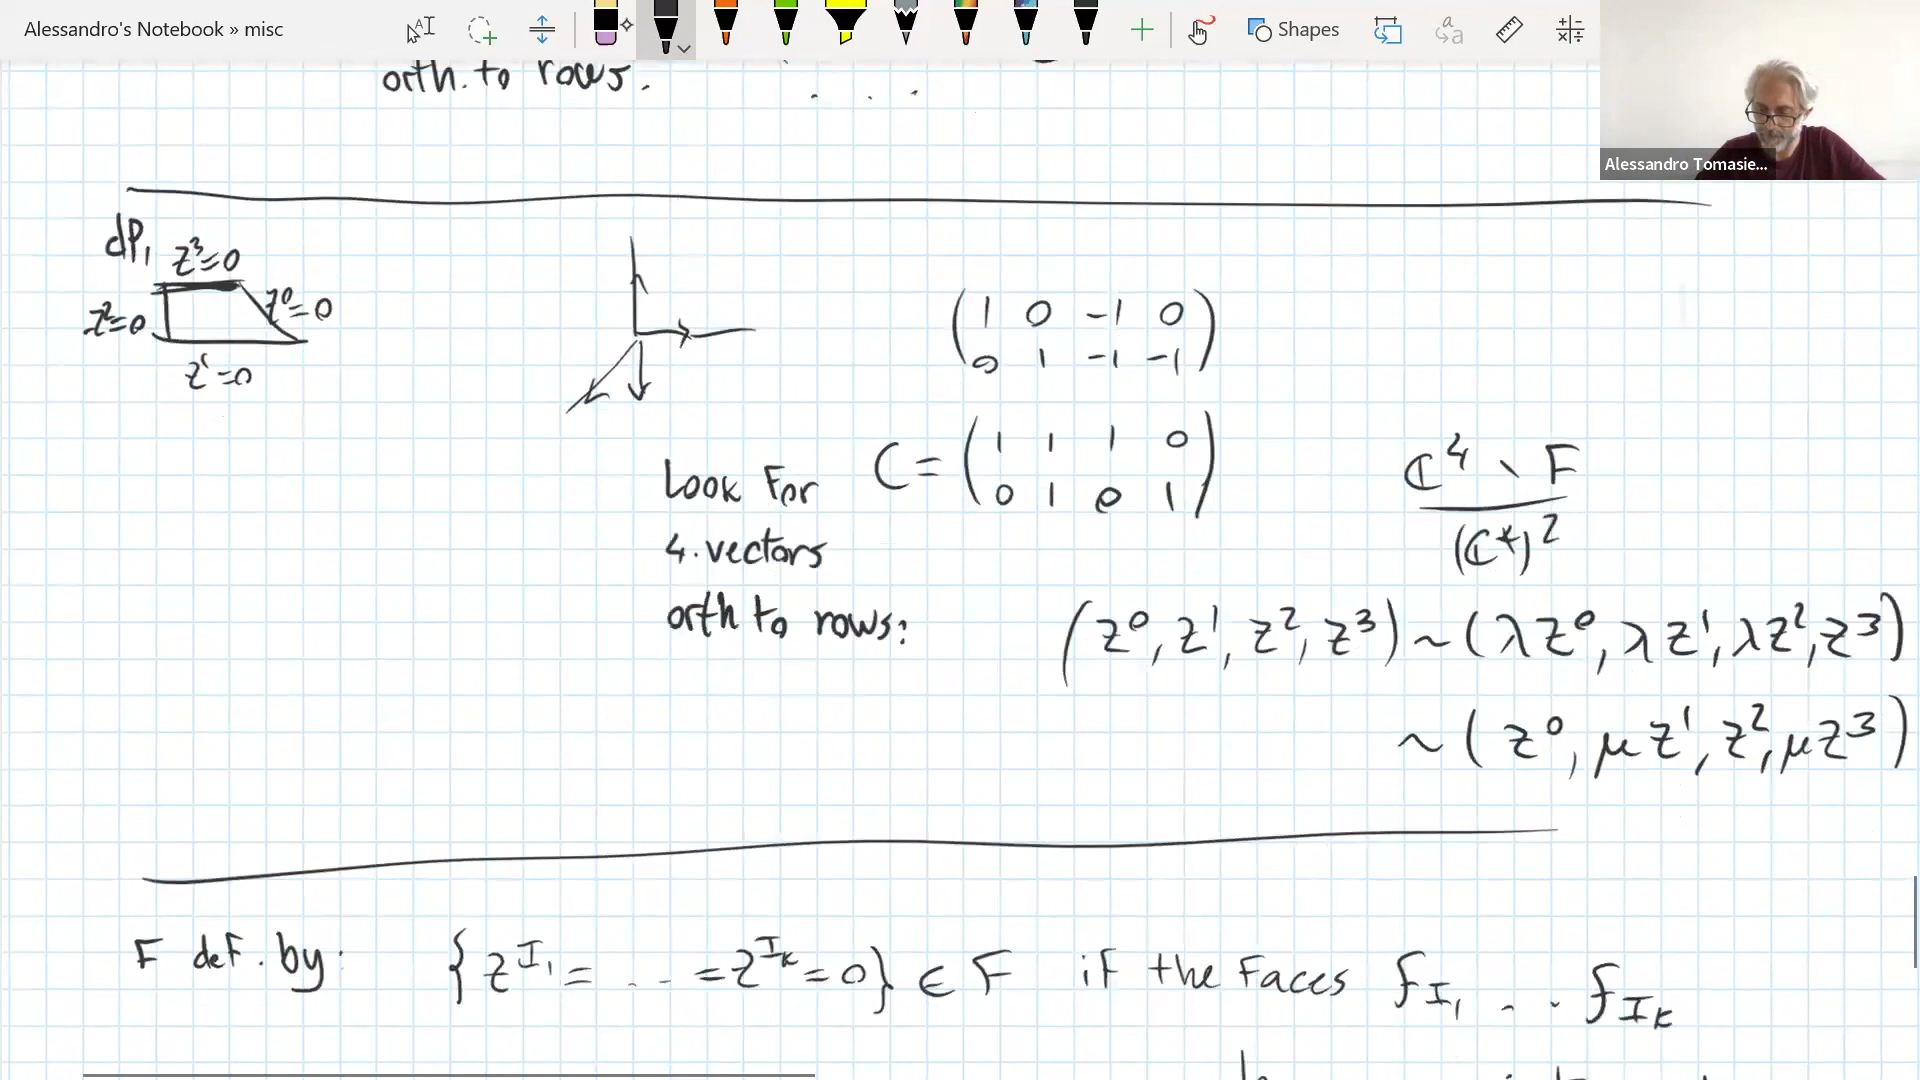 Alessandro's Notebook » misc
Shapes
Alessandro Tomasie...
orth. to rows.
dP₁
z³=0
z²=0
z⁰=0
z¹=0
( 1 0 -1 0
0 1 -1 -1 )
Look For
4.vectors
orth to rows:
C = ( 1 1 1 0
0 1 0 1 )
ℂ⁴ \ F
(ℂ*)²
(z⁰, z¹, z², z³) ~ (λz⁰, λz¹, λz², z³)
~ (z⁰, μz¹, z², μz³)
F def. by: {z^I₁ = ... = z^Iₖ = 0} ∈ F if the Faces f_I₁ ... f_Iₖ